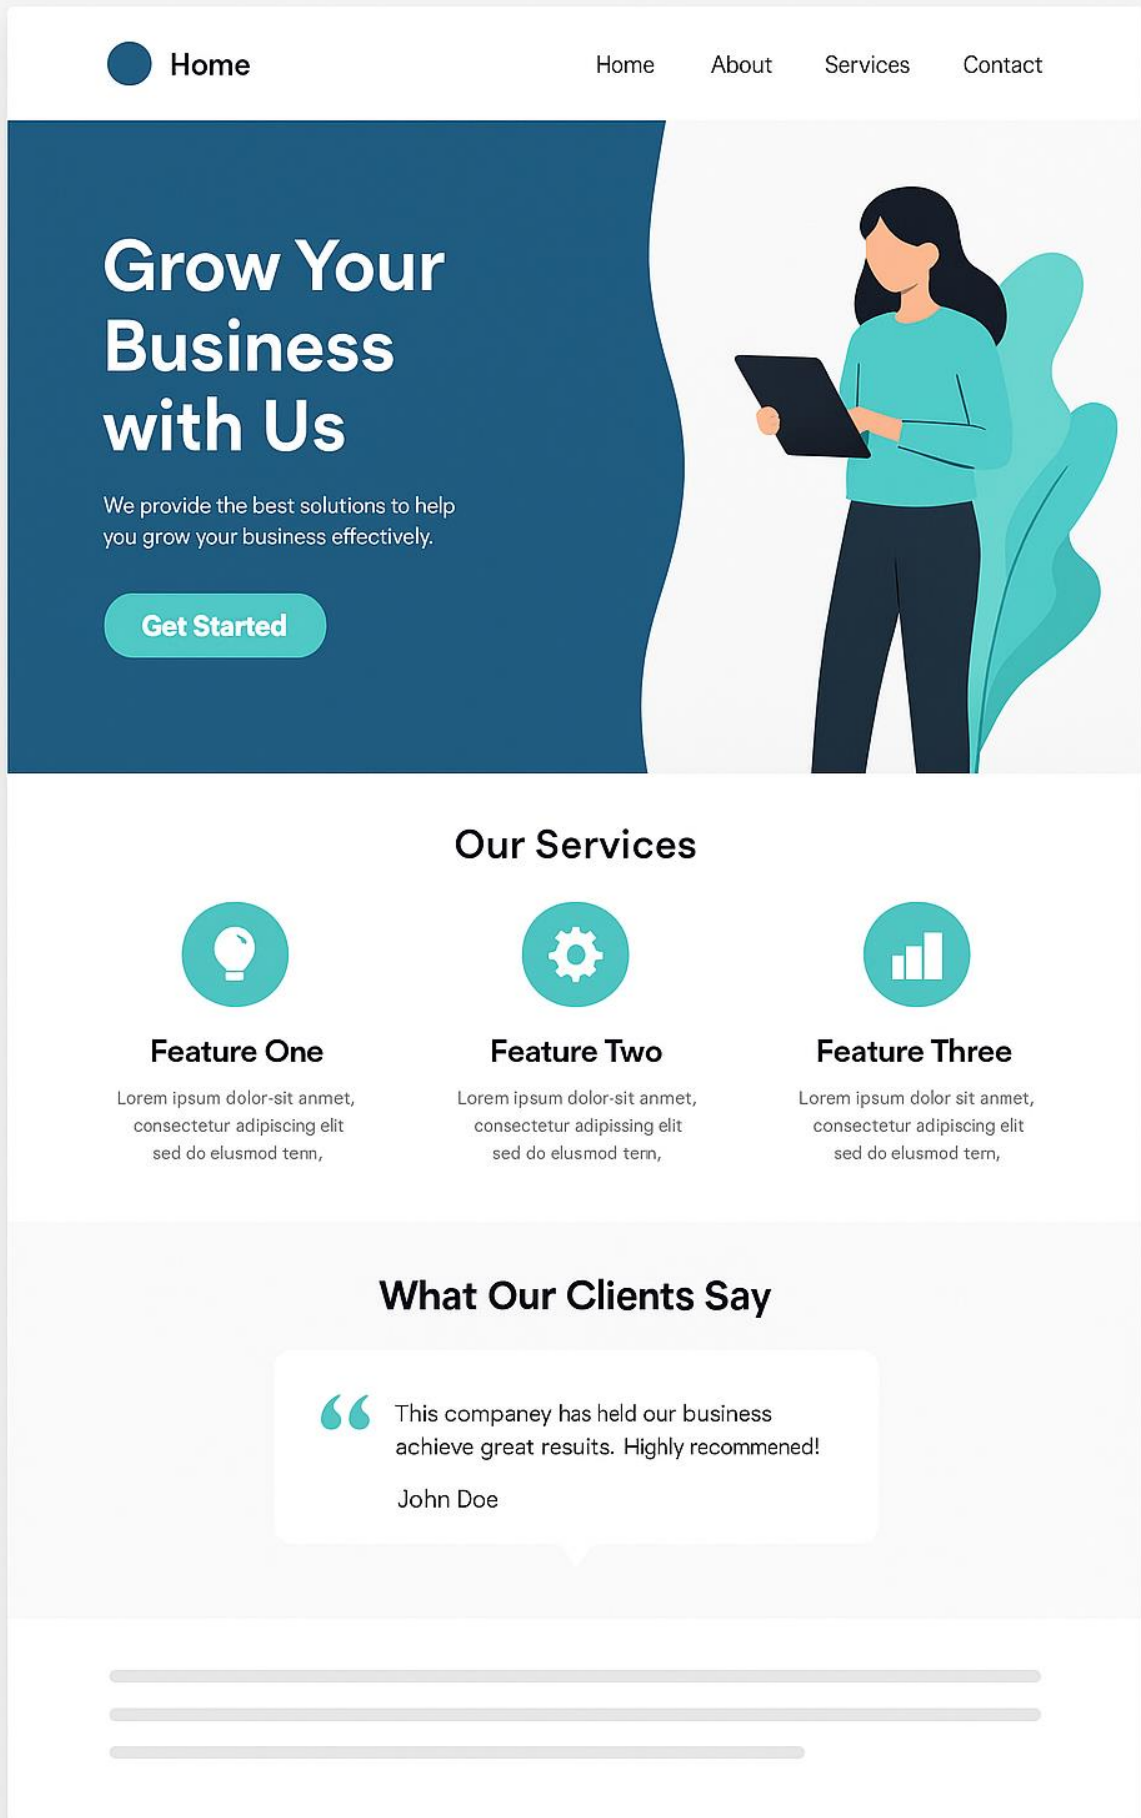 Home
Home About Services Contact
Grow Your
Business
with Us
We provide the best solutions to help
you grow your business effectively.
Get Started
Our Services
Feature One
Lorem ipsum dolor-sit anmet,
consectetur adipiscing elit
sed do elusmod tenn,
Feature Two
Lorem ipsum dolor-sit anmet,
consectetur adipissing elit
sed do elusmod tern,
Feature Three
Lorem ipsum dolor sit anmet,
consectetur adipiscing elit
sed do elusmod tern,
What Our Clients Say
“
This companey has held our business
achieve great resuits. Highly recommened!
John Doe